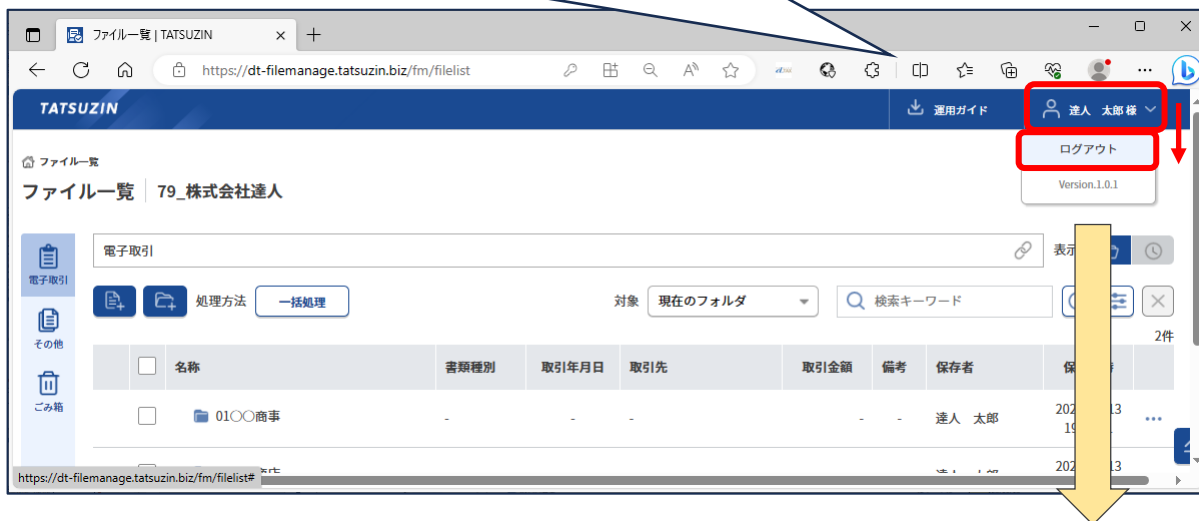 ファイル一覧 | TATSUZIN
https://dt-filemanage.tatsuzin.biz/fm/filelist
TATSUZIN
運用ガイド
達人 太郎様
ログアウト
Version.1.0.1
ファイル一覧
ファイル一覧 79_株式会社達人
電子取引
その他
ごみ箱
電子取引
表示
処理方法 一括処理
対象 現在のフォルダ
検索キーワード
2件
名称 書類種別 取引年月日 取引先 取引金額 備考 保存者
01〇〇商事 - - - - - 達人 太郎
https://dt-filemanage.tatsuzin.biz/fm/filelist#